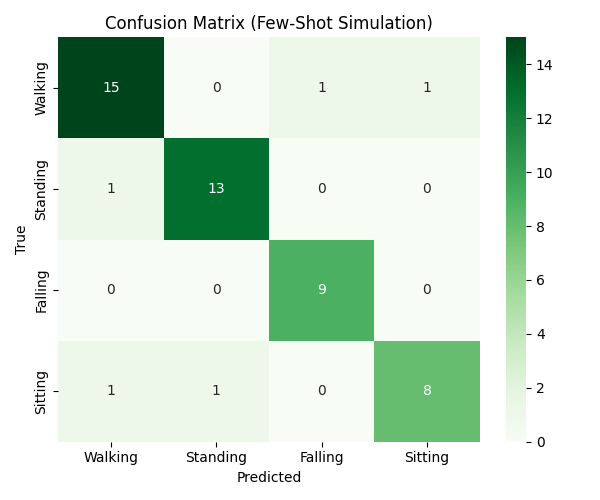 Confusion Matrix (Few-Shot Simulation)
Walking
15 0 1 1
Standing
1 13 0 0
Falling
0 0 9 0
Sitting
1 1 0 8
True
Walking Standing Falling Sitting
Predicted
14
12
10
8
6
4
2
0